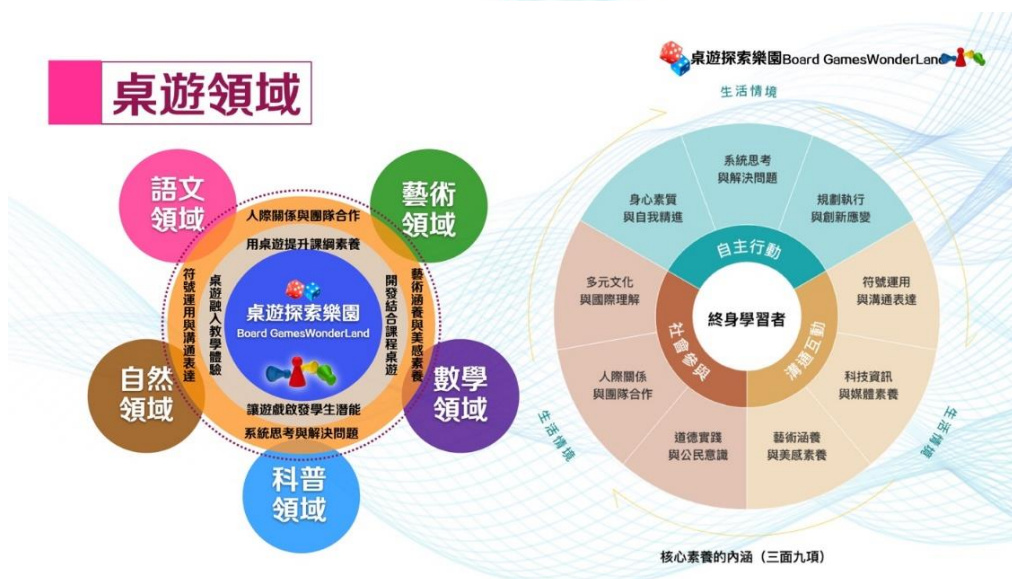 桌遊領域
桌遊探索樂園Board GamesWonderLand
語文
領域
藝術
領域
自然
領域
數學
領域
科普
領域
人際關係與團隊合作
用桌遊提升課綱素養
符號運用與溝通表達
桌遊融入教學體驗
開發結合課程桌遊
藝術涵養與美感素養
桌遊探索樂園
Board GamesWonderLand
讓遊戲啟發學生潛能
系統思考與解決問題
生活情境
系統思考
與解決問題
身心素質
與自我精進
規劃執行
與創新應變
自主行動
多元文化
與國際理解
符號運用
與溝通表達
終身學習者
社會參與
溝通互動
人際關係
與團隊合作
科技資訊
與媒體素養
道德實踐
與公民意識
藝術涵養
與美感素養
生活情境
生活情境
核心素養的內涵（三面九項）